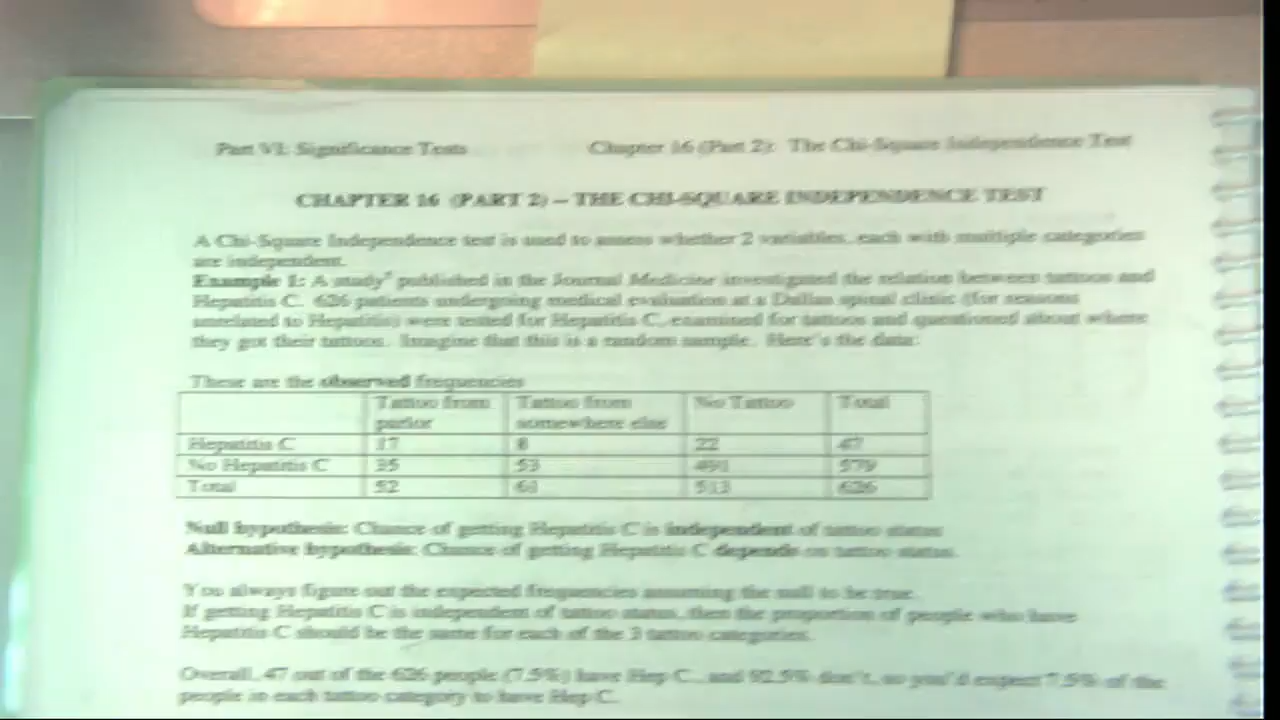 Part VI: Significance Tests
Chapter 16 (Part 2): The Chi-Square Independence Test
CHAPTER 16 (PART 2) – THE CHI-SQUARE INDEPENDENCE TEST
A Chi-Square Independence test is used to assess whether 2 variables, each with multiple categories
are independent.
Example 1: A study published in the Journal Medicine investigated the relation between tattoos and
Hepatitis C. 626 patients undergoing medical evaluation at a Dallas spinal clinic (for reasons
unrelated to Hepatitis) were tested for Hepatitis C, examined for tattoos and questioned about where
they got their tattoos. Imagine that this is a random sample. Here's the data:
These are the observed frequencies
Tattoo from parlor Tattoo from somewhere else No Tattoo Total
Hepatitis C 17 8 22 47
No Hepatitis C 35 53 491 579
Total 52 61 513 626
Null hypothesis: Chance of getting Hepatitis C is independent of tattoo status
Alternative hypothesis: Chance of getting Hepatitis C depends on tattoo status.
You always figure out the expected frequencies assuming the null to be true.
If getting Hepatitis C is independent of tattoo status, then the proportion of people who have
Hepatitis C should be the same for each of the 3 tattoo categories.
Overall, 47 out of the 626 people (7.5%) have Hep C, and 92.5% don't, so you'd expect 7.5% of the
people in each tattoo category to have Hep C.